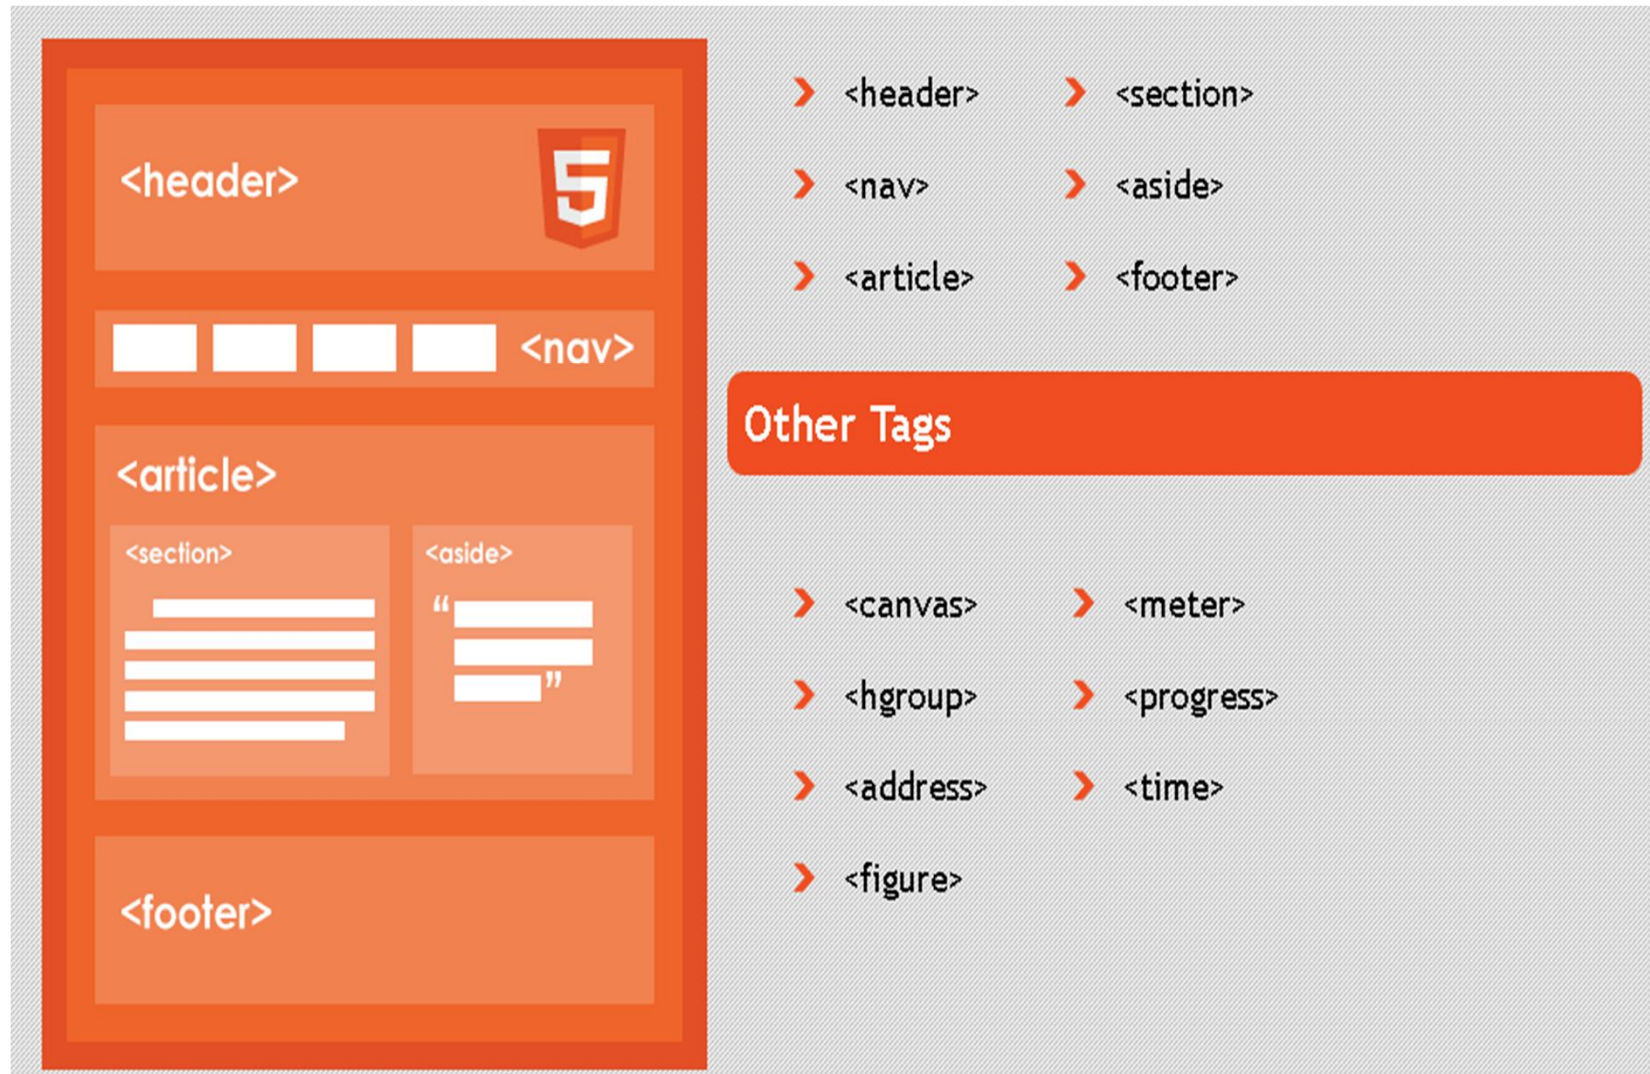 <header>
5
<nav>
<article>
<section>
<aside>
“
”
<footer>
<header>
<section>
<nav>
<aside>
<article>
<footer>
Other Tags
<canvas>
<meter>
<hgroup>
<progress>
<address>
<time>
<figure>